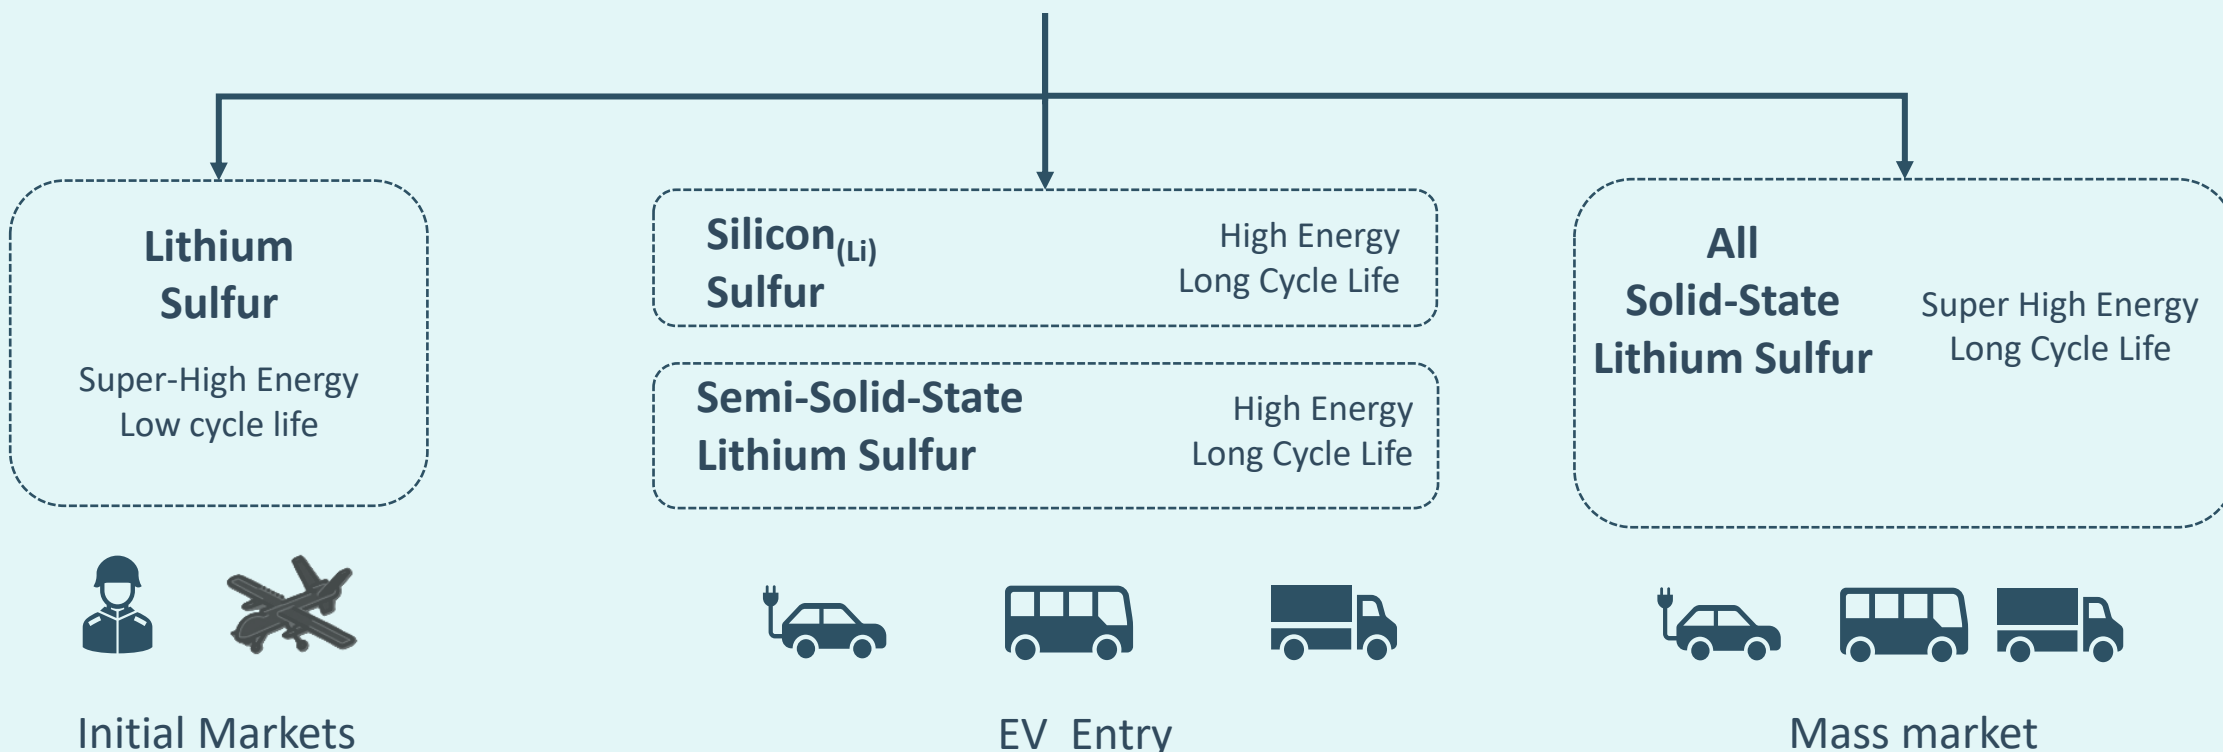 Lithium
Sulfur
Super-High Energy
Low cycle life
Silicon(Li)
Sulfur
High Energy
Long Cycle Life
Semi-Solid-State
Lithium Sulfur
High Energy
Long Cycle Life
All
Solid-State
Lithium Sulfur
Super High Energy
Long Cycle Life
Initial Markets
EV Entry
Mass market